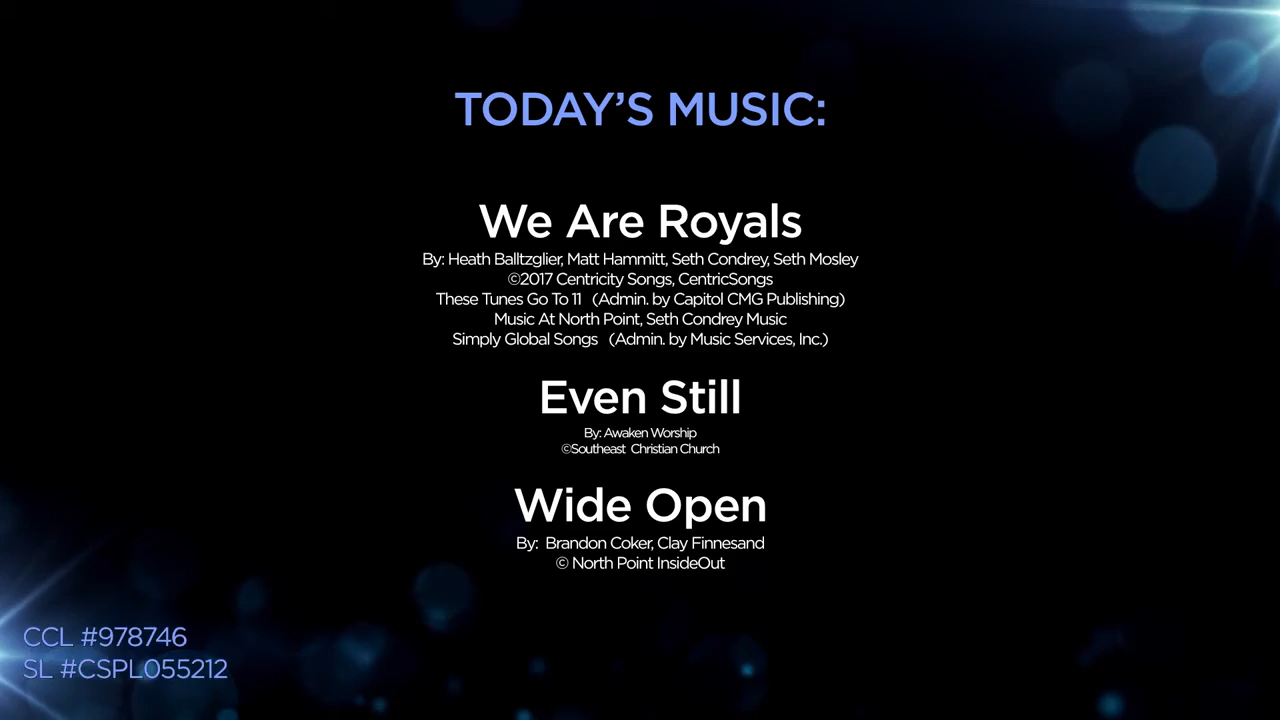 TODAY'S MUSIC:
We Are Royals
By: Heath Balltzglier, Matt Hammitt, Seth Condrey, Seth Mosley
©2017 Centricity Songs, CentricSongs
These Tunes Go To 11 (Admin. by Capitol CMG Publishing)
Music At North Point, Seth Condrey Music
Simply Global Songs (Admin. by Music Services, Inc.)
Even Still
By: Awaken Worship
©Southeast Christian Church
Wide Open
By: Brandon Coker, Clay Finnesand
© North Point InsideOut
CCL #978746
SL #CSPL055212